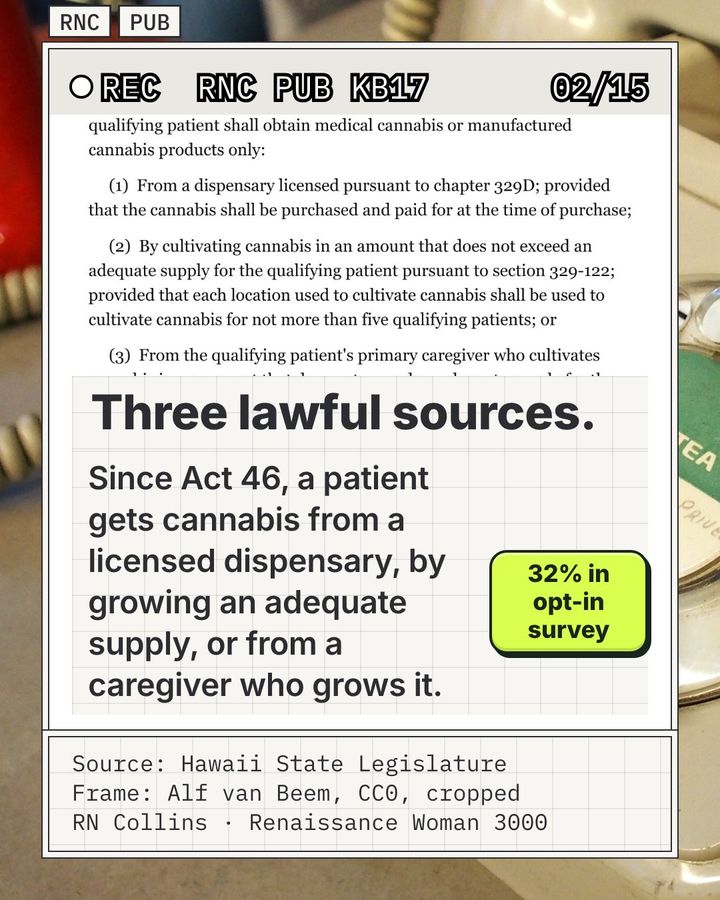 RNC PUB
REC RNC PUB KB17 02/15
qualifying patient shall obtain medical cannabis or manufactured
cannabis products only:
(1) From a dispensary licensed pursuant to chapter 329D; provided
that the cannabis shall be purchased and paid for at the time of purchase;
(2) By cultivating cannabis in an amount that does not exceed an
adequate supply for the qualifying patient pursuant to section 329-122;
provided that each location used to cultivate cannabis shall be used to
cultivate cannabis for not more than five qualifying patients; or
(3) From the qualifying patient's primary caregiver who cultivates
Three lawful sources.
Since Act 46, a patient
gets cannabis from a
licensed dispensary, by
growing an adequate
supply, or from a
caregiver who grows it.
32% in
opt-in
survey
TEA
Source: Hawaii State Legislature
Frame: Alf van Beem, CC0, cropped
RN Collins · Renaissance Woman 3000